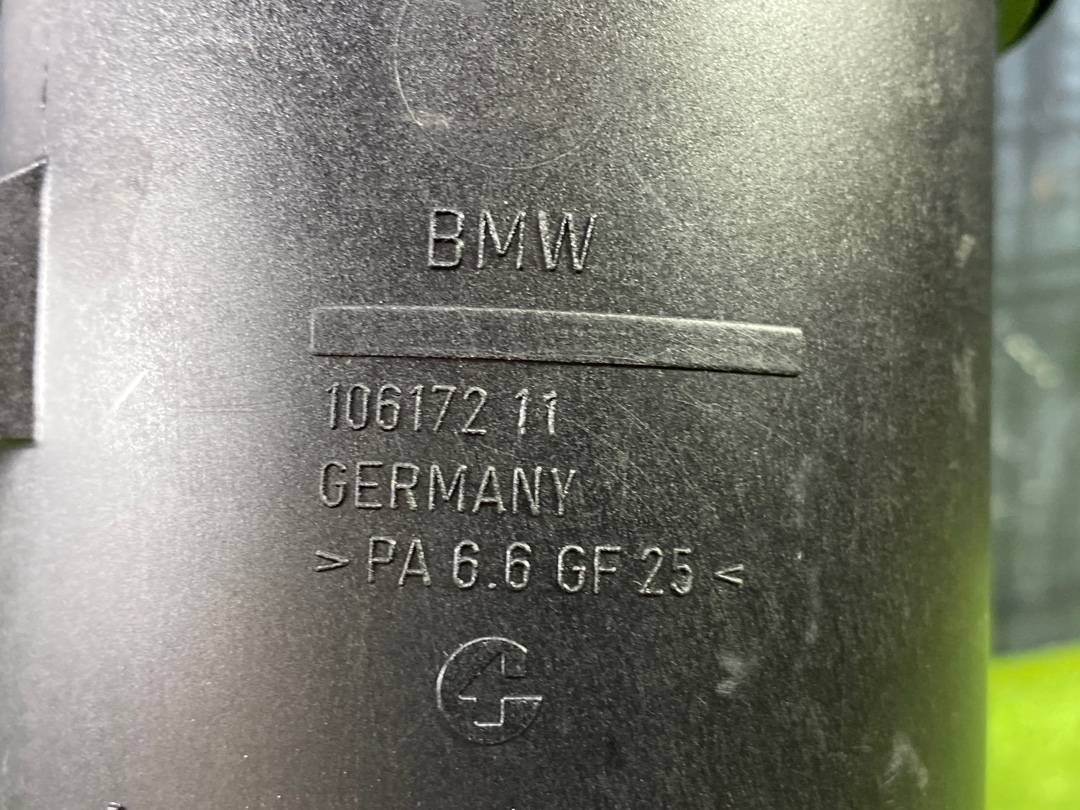 BMW
106172 11
GERMANY
> PA 6.6 GF 25 <